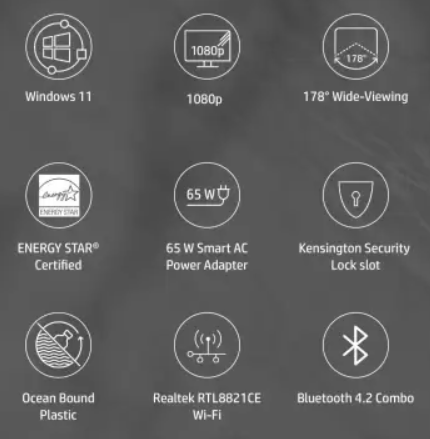 1080p
178°
Windows 11
1080p
178° Wide-Viewing
energy
ENERGY STAR
65 W
ENERGY STAR®
Certified
65 W Smart AC
Power Adapter
Kensington Security
Lock slot
Ocean Bound
Plastic
Realtek RTL8821CE
Wi-Fi
Bluetooth 4.2 Combo